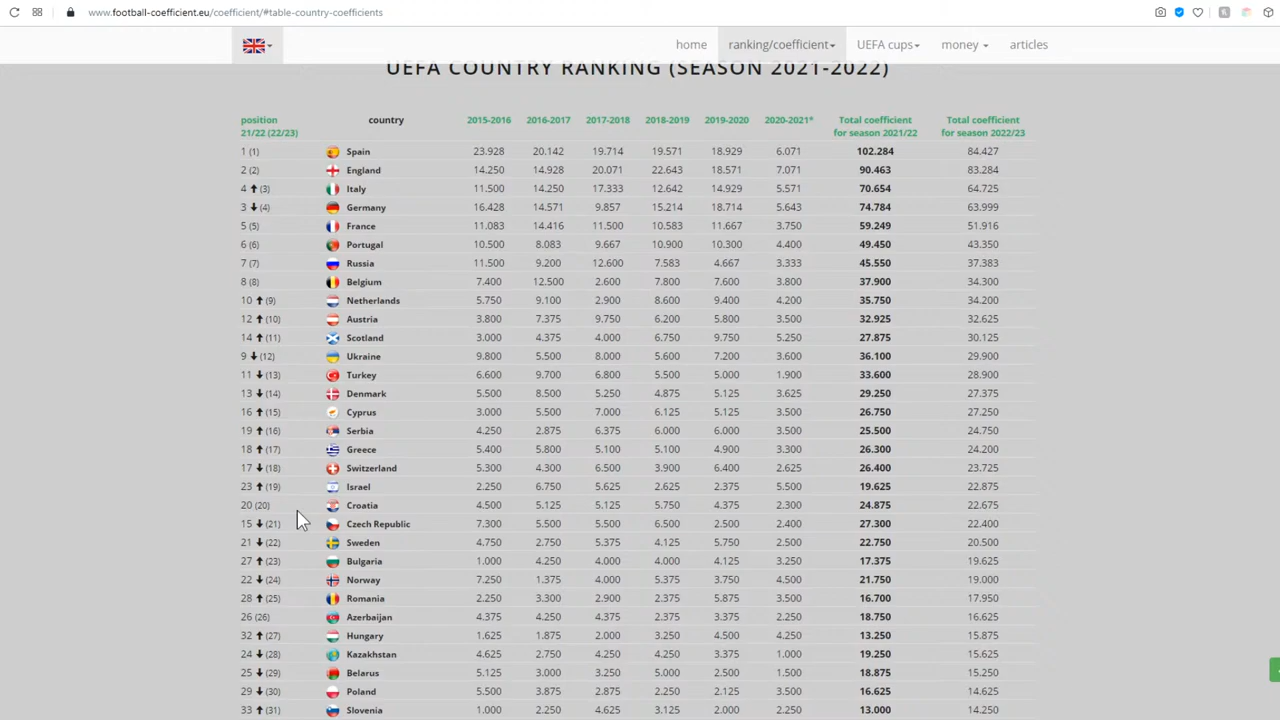 www.football-coefficient.eu/coefficient/#table-country-coefficients
home ranking/coefficient UEFA cups money articles
UEFA COUNTRY RANKING (SEASON 2021-2022)
position 21/22 (22/23) country 2015-2016 2016-2017 2017-2018 2018-2019 2019-2020 2020-2021* Total coefficient for season 2021/22 Total coefficient for season 2022/23
1 (1) Spain 23.928 20.142 19.714 19.571 18.929 6.071 102.284 84.427
2 (2) England 14.250 14.928 20.071 22.643 18.571 7.071 90.463 83.284
4 ↑ (3) Italy 11.500 14.250 17.333 12.642 14.929 5.571 70.654 64.725
3 ↓ (4) Germany 16.428 14.571 9.857 15.214 18.714 5.643 74.784 63.999
5 (5) France 11.083 14.416 11.500 10.583 11.667 3.750 59.249 51.916
6 (6) Portugal 10.500 8.083 9.667 10.900 10.300 4.400 49.450 43.350
7 (7) Russia 11.500 9.200 12.600 7.583 4.667 3.333 45.550 37.383
8 (8) Belgium 7.400 12.500 2.600 7.800 7.600 3.800 37.900 34.300
10 ↑ (9) Netherlands 5.750 9.100 2.900 8.600 9.400 4.200 35.750 34.200
12 ↑ (10) Austria 3.800 7.375 9.750 6.200 5.800 3.500 32.925 32.625
14 ↑ (11) Scotland 3.000 4.375 4.000 6.750 9.750 5.250 27.875 30.125
9 ↓ (12) Ukraine 9.800 5.500 8.000 5.600 7.200 3.600 36.100 29.900
11 ↓ (13) Turkey 6.600 9.700 6.800 5.500 5.000 1.900 33.600 28.900
13 ↓ (14) Denmark 5.500 8.500 5.250 4.875 5.125 3.625 29.250 27.375
16 ↑ (15) Cyprus 3.000 5.500 7.000 6.125 5.125 3.500 26.750 27.250
19 ↑ (16) Serbia 4.250 2.875 6.375 6.000 6.000 3.500 25.500 24.750
18 ↑ (17) Greece 5.400 5.800 5.100 5.100 4.900 3.300 26.300 24.200
17 ↓ (18) Switzerland 5.300 4.300 6.500 3.900 6.400 2.625 26.400 23.725
23 ↑ (19) Israel 2.250 6.750 5.625 2.625 2.375 5.500 19.625 22.875
20 (20) Croatia 4.500 5.125 5.125 5.750 4.375 2.300 24.875 22.675
15 ↓ (21) Czech Republic 7.300 5.500 5.500 6.500 2.500 2.400 27.300 22.400
21 ↓ (22) Sweden 4.750 2.750 5.375 4.125 5.750 2.500 22.750 20.500
27 ↑ (23) Bulgaria 1.000 4.250 4.000 4.000 4.125 3.250 17.375 19.625
22 ↓ (24) Norway 7.250 1.375 4.000 5.375 3.750 4.500 21.750 19.000
28 ↑ (25) Romania 2.250 3.300 2.900 2.375 5.875 3.500 16.700 17.950
26 (26) Azerbaijan 4.375 4.250 4.375 2.375 3.375 2.250 18.750 16.625
32 ↑ (27) Hungary 1.625 1.875 2.000 3.250 4.500 4.250 13.250 15.875
24 ↓ (28) Kazakhstan 4.625 2.750 4.250 4.250 3.375 1.000 19.250 15.625
25 ↓ (29) Belarus 5.125 3.000 3.250 5.000 2.500 1.500 18.875 15.250
29 ↓ (30) Poland 5.500 3.875 2.875 2.250 2.125 3.500 16.625 14.625
33 ↑ (31) Slovenia 1.000 2.250 4.625 3.125 2.000 2.250 13.000 14.250